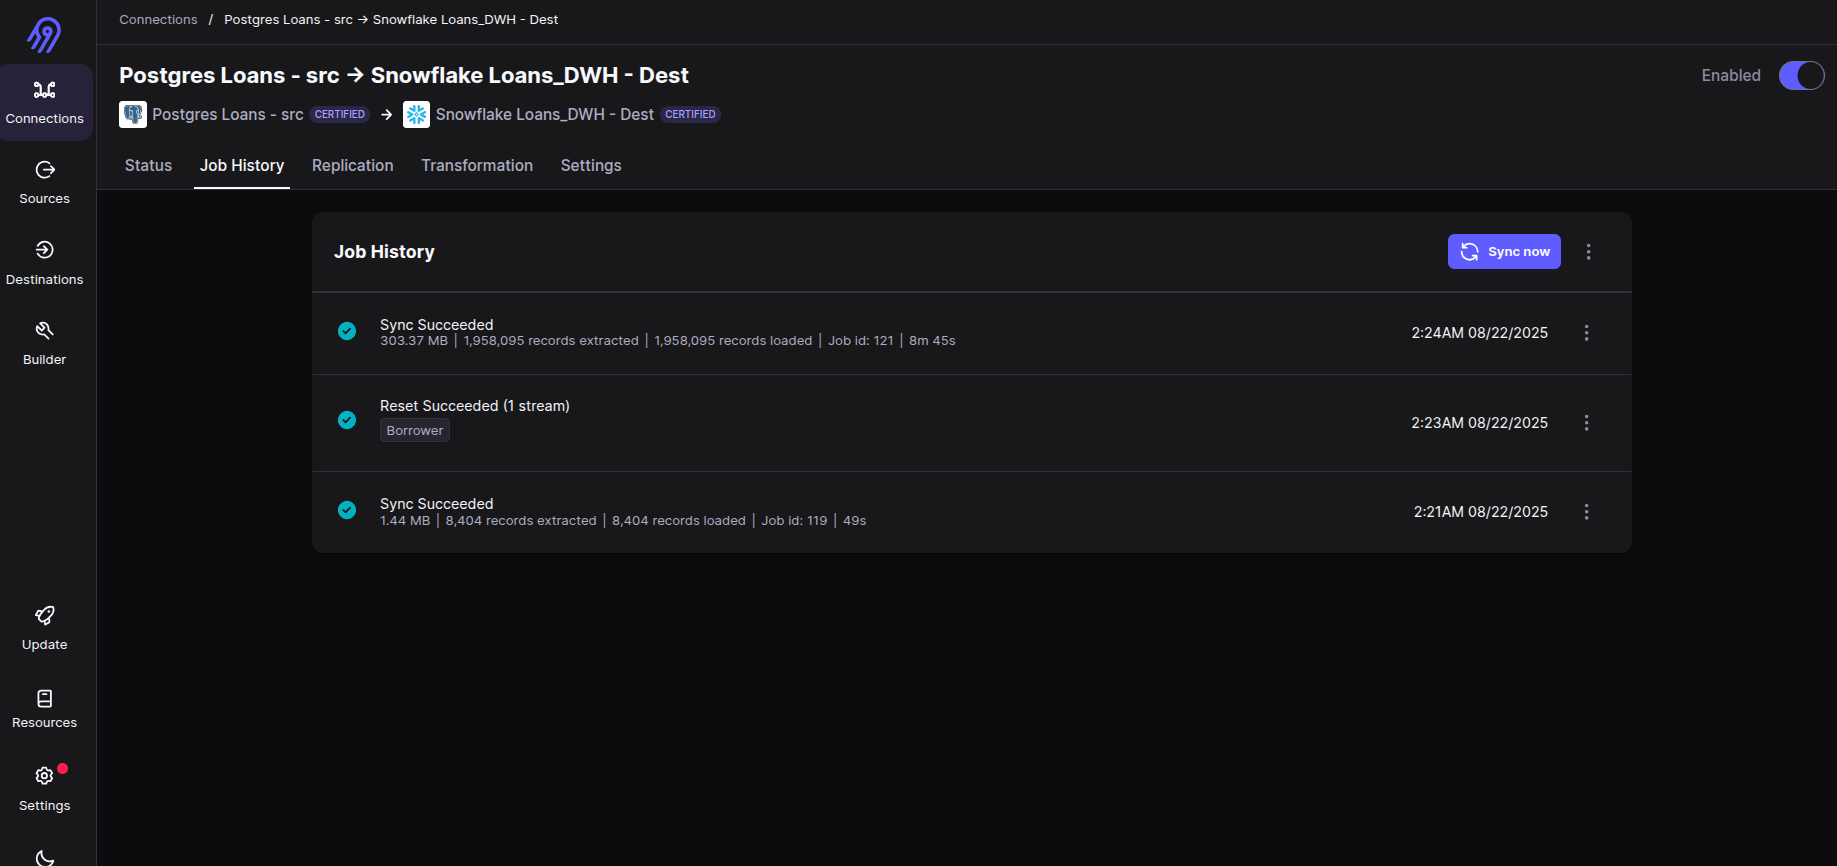 Connections / Postgres Loans - src → Snowflake Loans_DWH - Dest
Postgres Loans - src → Snowflake Loans_DWH - Dest
Enabled
Postgres Loans - src CERTIFIED → Snowflake Loans_DWH - Dest CERTIFIED
Status Job History Replication Transformation Settings
Connections
Sources
Destinations
Builder
Update
Resources
Settings
Job History
Sync now
Sync Succeeded
303.37 MB | 1,958,095 records extracted | 1,958,095 records loaded | Job id: 121 | 8m 45s
2:24AM 08/22/2025
Reset Succeeded (1 stream)
Borrower
2:23AM 08/22/2025
Sync Succeeded
1.44 MB | 8,404 records extracted | 8,404 records loaded | Job id: 119 | 49s
2:21AM 08/22/2025